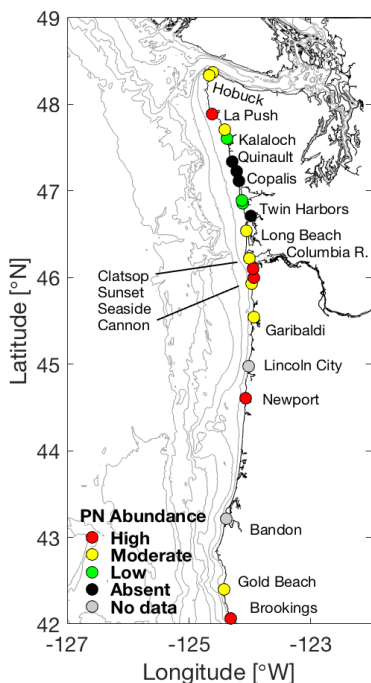 49
48
47
46
45
44
43
42
Latitude [°N]
Hobuck
La Push
Kalaloch
Quinault
Copalis
Twin Harbors
Long Beach
Columbia R.
Clatsop
Sunset
Seaside
Cannon
Garibaldi
Lincoln City
Newport
Bandon
Gold Beach
Brookings
PN Abundance
High
Moderate
Low
Absent
No data
-127
-125
-123
Longitude [°W]